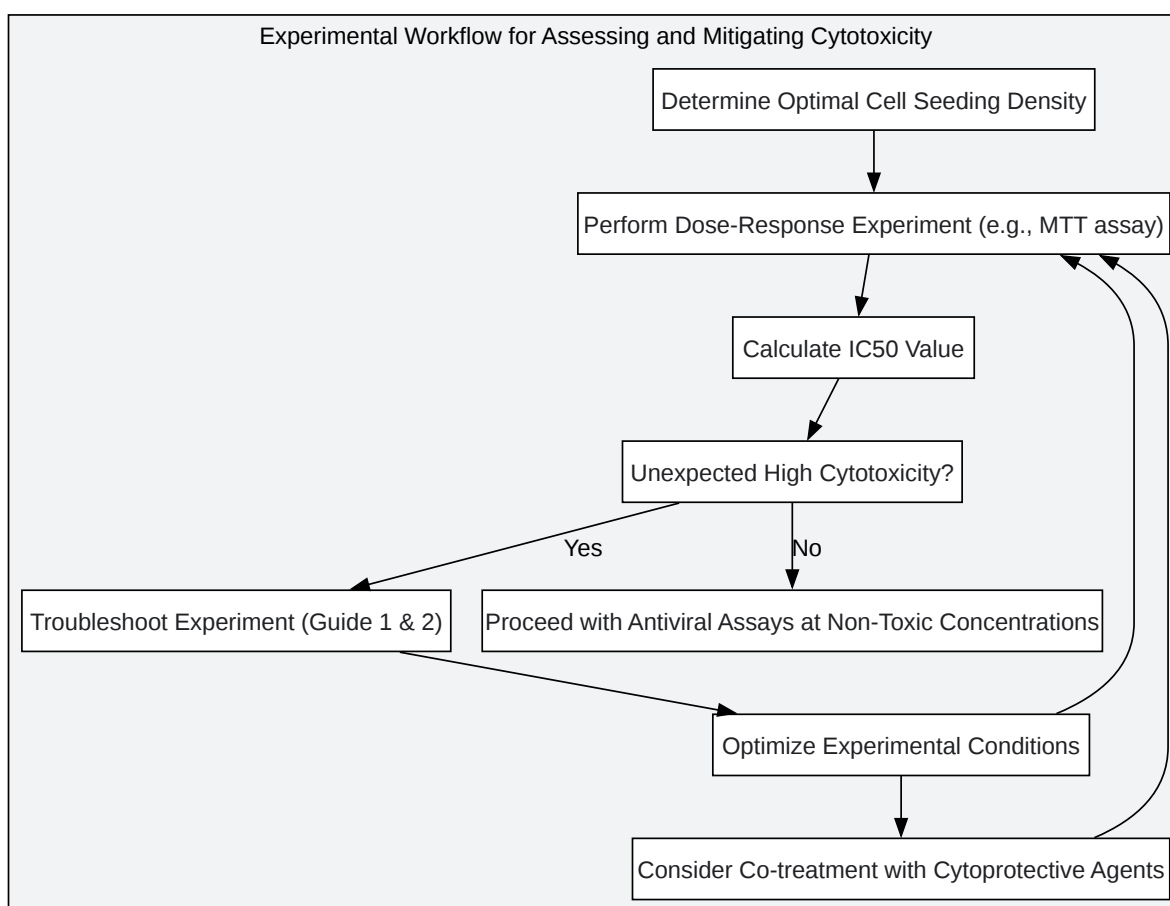 Experimental Workflow for Assessing and Mitigating Cytotoxicity
Determine Optimal Cell Seeding Density
Perform Dose-Response Experiment (e.g., MTT assay)
Calculate IC50 Value
Unexpected High Cytotoxicity?
Yes
No
Troubleshoot Experiment (Guide 1 & 2)
Proceed with Antiviral Assays at Non-Toxic Concentrations
Optimize Experimental Conditions
Consider Co-treatment with Cytoprotective Agents